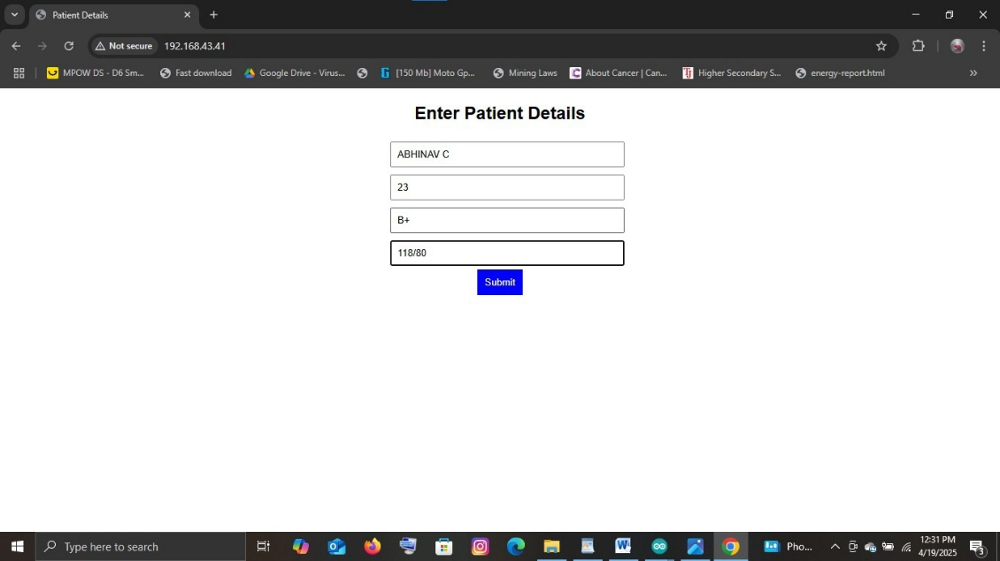 Patient Details
Not secure 192.168.43.41
MPOW DS - D6 Sm... Fast download Google Drive - Virus... [150 Mb] Moto Gp... Mining Laws About Cancer | Can... Higher Secondary S... energy-report.html
Enter Patient Details
ABHINAV C
23
B+
118/80
Submit
Type here to search
Pho...
12:31 PM
4/19/2025
3